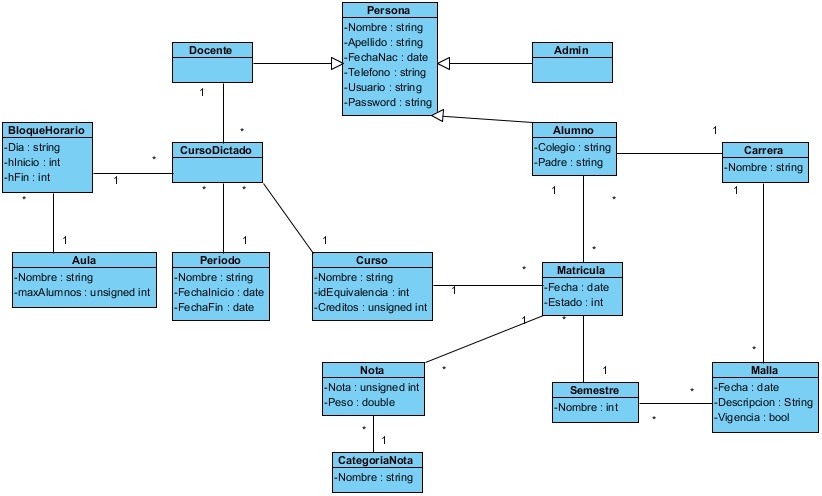 Persona
-Nombre : string
-Apellido : string
-FechaNac : date
-Telefono : string
-Usuario : string
-Password : string
Docente
Admin
1
*
BloqueHorario
-Dia : string
-hInicio : int
-hFin : int
*
1
*
CursoDictado
*
*
Alumno
-Colegio : string
-Padre : string
1
*
1
Carrera
-Nombre : string
1
1
Aula
-Nombre : string
-maxAlumnos : unsigned int
1
Periodo
-Nombre : string
-FechaInicio : date
-FechaFin : date
1
Curso
-Nombre : string
-idEquivalencia : int
-Creditos : unsigned int
1
*
*
Matricula
-Fecha : date
-Estado : int
1
*
Nota
-Nota : unsigned int
-Peso : double
*
*
1
CategoriaNota
-Nombre : string
1
Semestre
-Nombre : int
*
*
*
Malla
-Fecha : date
-Descripcion : String
-Vigencia : bool